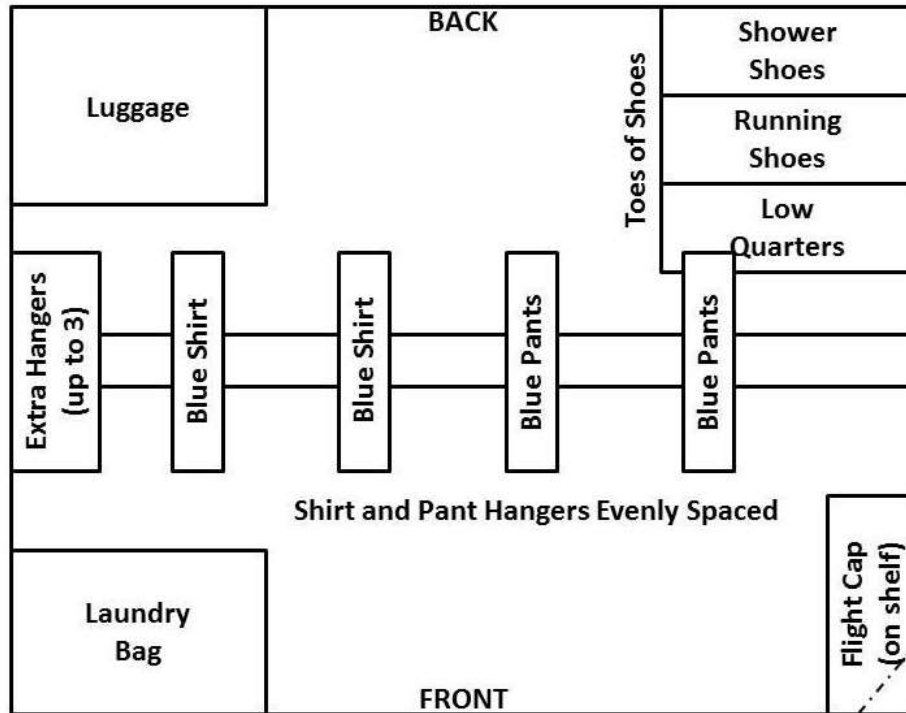 BACK
Luggage
Toes of Shoes
Shower
Shoes
Running
Shoes
Low
Quarters
Extra Hangers
(up to 3)
Blue Shirt
Blue Shirt
Blue Pants
Blue Pants
Shirt and Pant Hangers Evenly Spaced
Laundry
Bag
Flight Cap
(on shelf)
FRONT